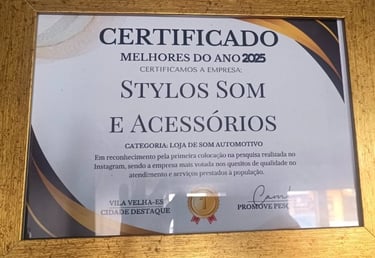 CERTIFICADO
MELHORES DO ANO 2025
CERTIFICAMOS A EMPRESA:
STYLOS SOM
E ACESSÓRIOS
CATEGORIA: LOJA DE SOM AUTOMOTIVO
Em reconhecimento pela primeira colocação na pesquisa realizada no
Instagram, sendo a empresa mais votada nos quesitos de qualidade no
atendimento e serviços prestados à população.
VILA VELHA-ES
CIDADE DESTAQUE
1
PROMOVE PESQ